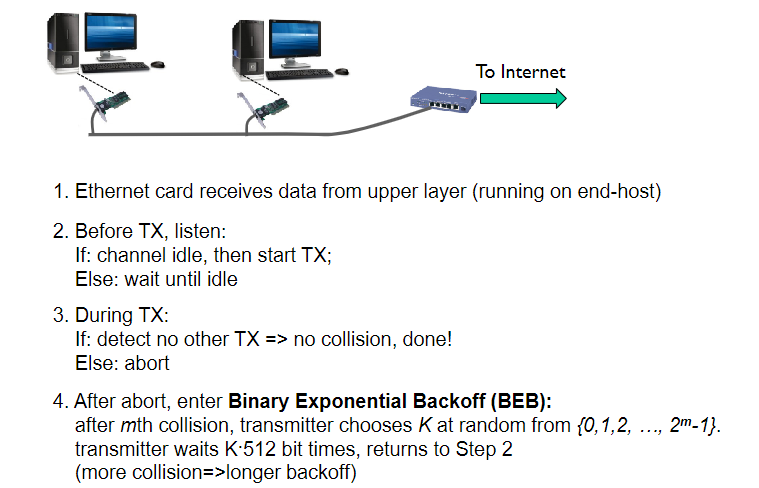 To Internet
1. Ethernet card receives data from upper layer (running on end-host)
2. Before TX, listen:
If: channel idle, then start TX;
Else: wait until idle
3. During TX:
If: detect no other TX => no collision, done!
Else: abort
4. After abort, enter Binary Exponential Backoff (BEB):
after mth collision, transmitter chooses K at random from {0,1,2, …, 2ᵐ-1}.
transmitter waits K·512 bit times, returns to Step 2
(more collision=>longer backoff)